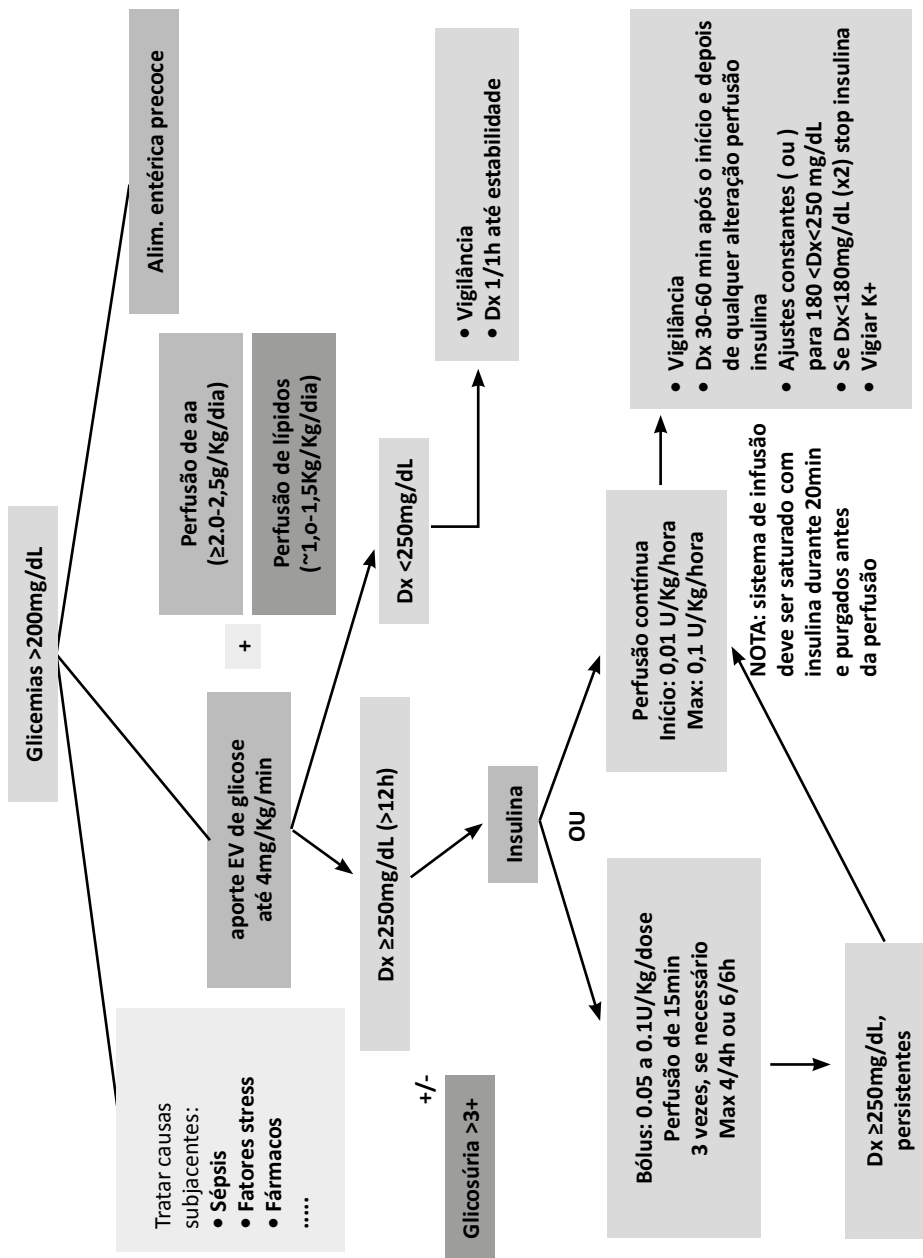 Glicemias >200mg/dL
Tratar causas
subjacentes:
• Sépsis
• Fatores stress
• Fármacos
.....
aporte EV de glicose
até 4mg/Kg/min
+
Perfusão de aa
(≥2.0-2,5g/Kg/dia)
Perfusão de lípidos
(~1,o-1,5Kg/Kg/dia)
Alim. entérica precoce
Dx ≥250mg/dL (>12h)
Dx <250mg/dL
• Vigilância
• Dx 1/1h até estabilidade
+/-
Glicosúria >3+
Insulina
OU
Bólus: 0.05 a 0.1U/Kg/dose
Perfusão de 15min
3 vezes, se necessário
Max 4/4h ou 6/6h
Perfusão contínua
Início: 0,01 U/Kg/hora
Max: 0,1 U/Kg/hora
NOTA: sistema de infusão
deve ser saturado com
insulina durante 20min
e purgados antes
da perfusão
• Vigilância
• Dx 30-60 min após o início e depois
de qualquer alteração perfusão
insulina
• Ajustes constantes ( ou )
para 180 <Dx<250 mg/dL
• Se Dx<180mg/dL (x2) stop insulina
• Vigiar K+
Dx ≥250mg/dL,
persistentes